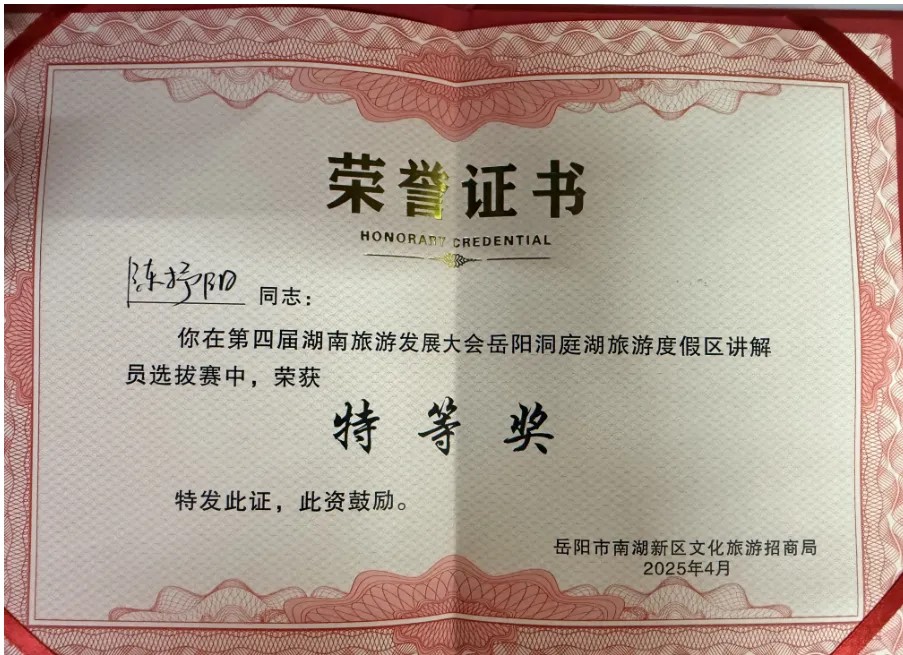 荣誉证书
HONORARY CREDENTIAL
陈抒阳 同志：
你在第四届湖南旅游发展大会岳阳洞庭湖旅游度假区讲解
员选拔赛中，荣获
特等奖
特发此证，此资鼓励。
岳阳市南湖新区文化旅游招商局
2025年4月